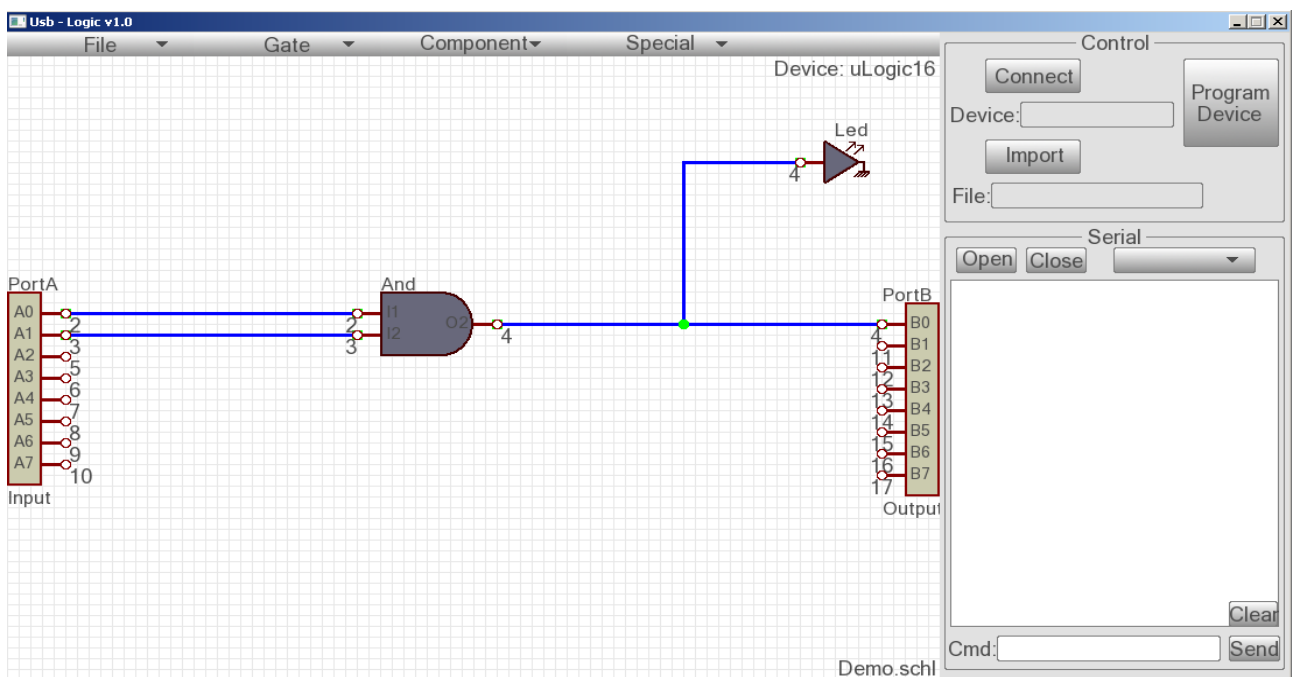 Usb - Logic v1.0
File
Gate
Component
Special
Device: uLogic16
Led
4
PortA
A0
2
A1
3
A2
5
A3
6
A4
7
A5
8
A6
9
A7
10
Input
And
2
I1
3
I2
O2
4
PortB
4
B0
11
B1
12
B2
13
B3
14
B4
15
B5
16
B6
17
B7
Output
Demo.schl
Control
Connect
Program
Device
Device:
Import
File:
Serial
Open
Close
Clear
Cmd:
Send